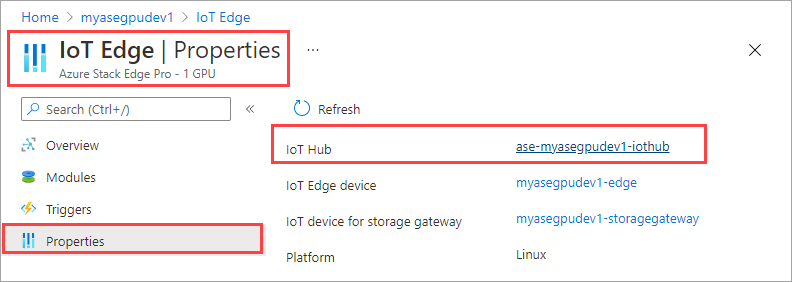 Home > myasegpudev1 > IoT Edge
IoT Edge | Properties ...
Azure Stack Edge Pro - 1 GPU
Search (Ctrl+/) «
Refresh
Overview
Modules
Triggers
Properties
IoT Hub ase-myasegpudev1-iothub
IoT Edge device myasegpudev1-edge
IoT device for storage gateway myasegpudev1-storagegateway
Platform Linux